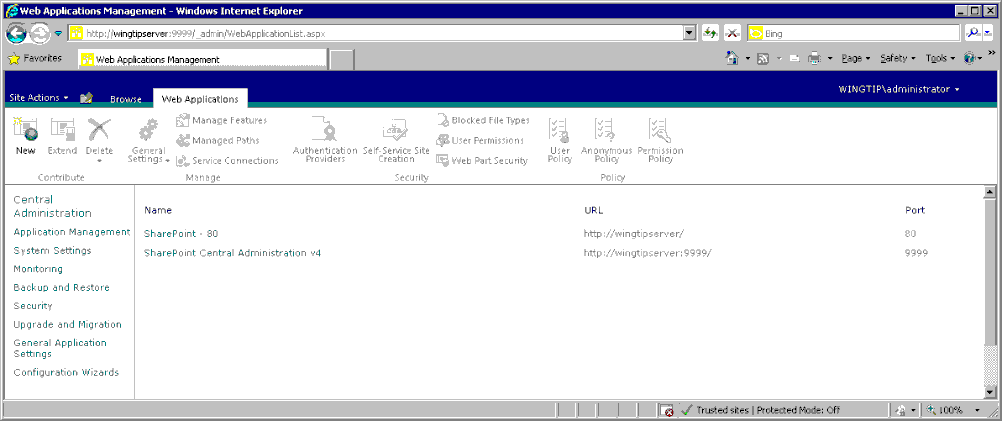 Web Applications Management - Windows Internet Explorer
http://wingtipserver:9999/_admin/WebApplicationList.aspx
Bing
Favorites
Web Applications Management
Page
Safety
Tools
Site Actions
Browse
Web Applications
WINGTIP\administrator
New
Extend
Delete
General Settings
Manage Features
Managed Paths
Service Connections
Authentication Providers
Self-Service Site Creation
Blocked File Types
User Permissions
Web Part Security
User Policy
Anonymous Policy
Permission Policy
Contribute
Manage
Security
Policy
Central
Administration
Application Management
System Settings
Monitoring
Backup and Restore
Security
Upgrade and Migration
General Application
Settings
Configuration Wizards
Name URL Port
SharePoint - 80 http://wingtipserver/ 80
SharePoint Central Administration v4 http://wingtipserver:9999/ 9999
Trusted sites | Protected Mode: Off
100%